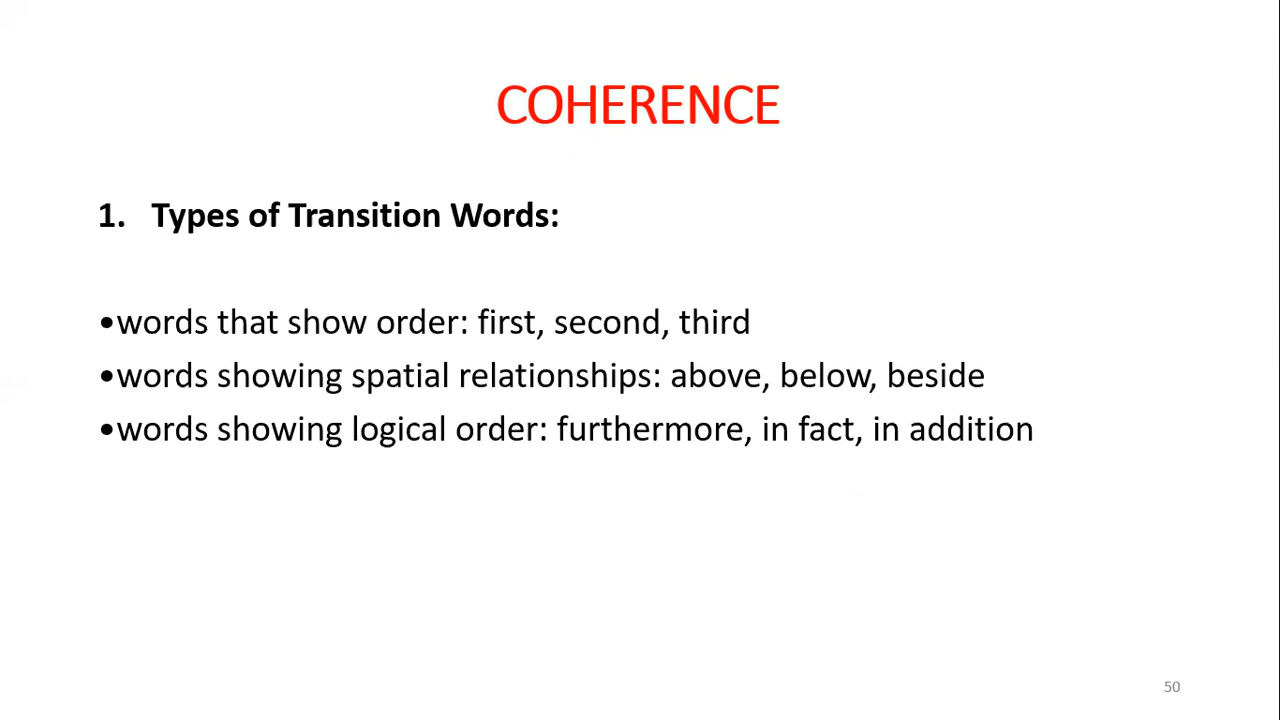 COHERENCE
1. Types of Transition Words:
•words that show order: first, second, third
•words showing spatial relationships: above, below, beside
•words showing logical order: furthermore, in fact, in addition
50